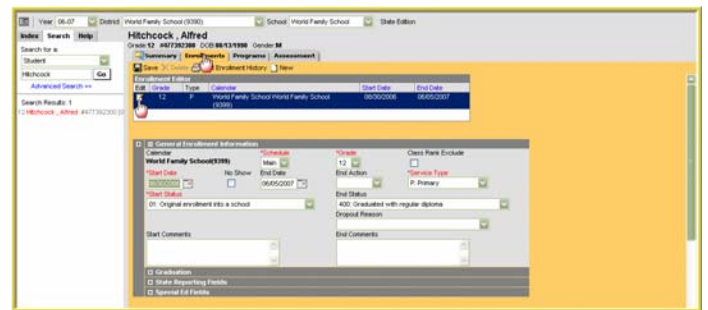 Year 06-07 District World Family School (9399) School World Family School State Edition
Index Search Help
Hitchcock , Alfred
Grade:12 #477392300 DOB:08/13/1990 Gender:M
Search for a:
Student
Hitchcock Go
Advanced Search >>
Search Results: 1
Hitchcock , Alfred #477392300
Summary Enrollments Programs Assessment
Save Delete Enrollment History New
Enrollment Editor
Edit Grade Type Calendar Start Date End Date
12 P World Family School World Family School (9399) 08/30/2006 06/05/2007
General Enrollment Information
Calendar *Schedule *Grade Class Rank Exclude
World Family School(9399) Main 12
*Start Date No Show End Date End Action *Service Type
06/05/2007 P: Primary
*Start Status End Status
01: Original enrollment into a school 400: Graduated with regular diploma
Dropout Reason
Start Comments End Comments
Graduation
State Reporting Fields
Special Ed Fields